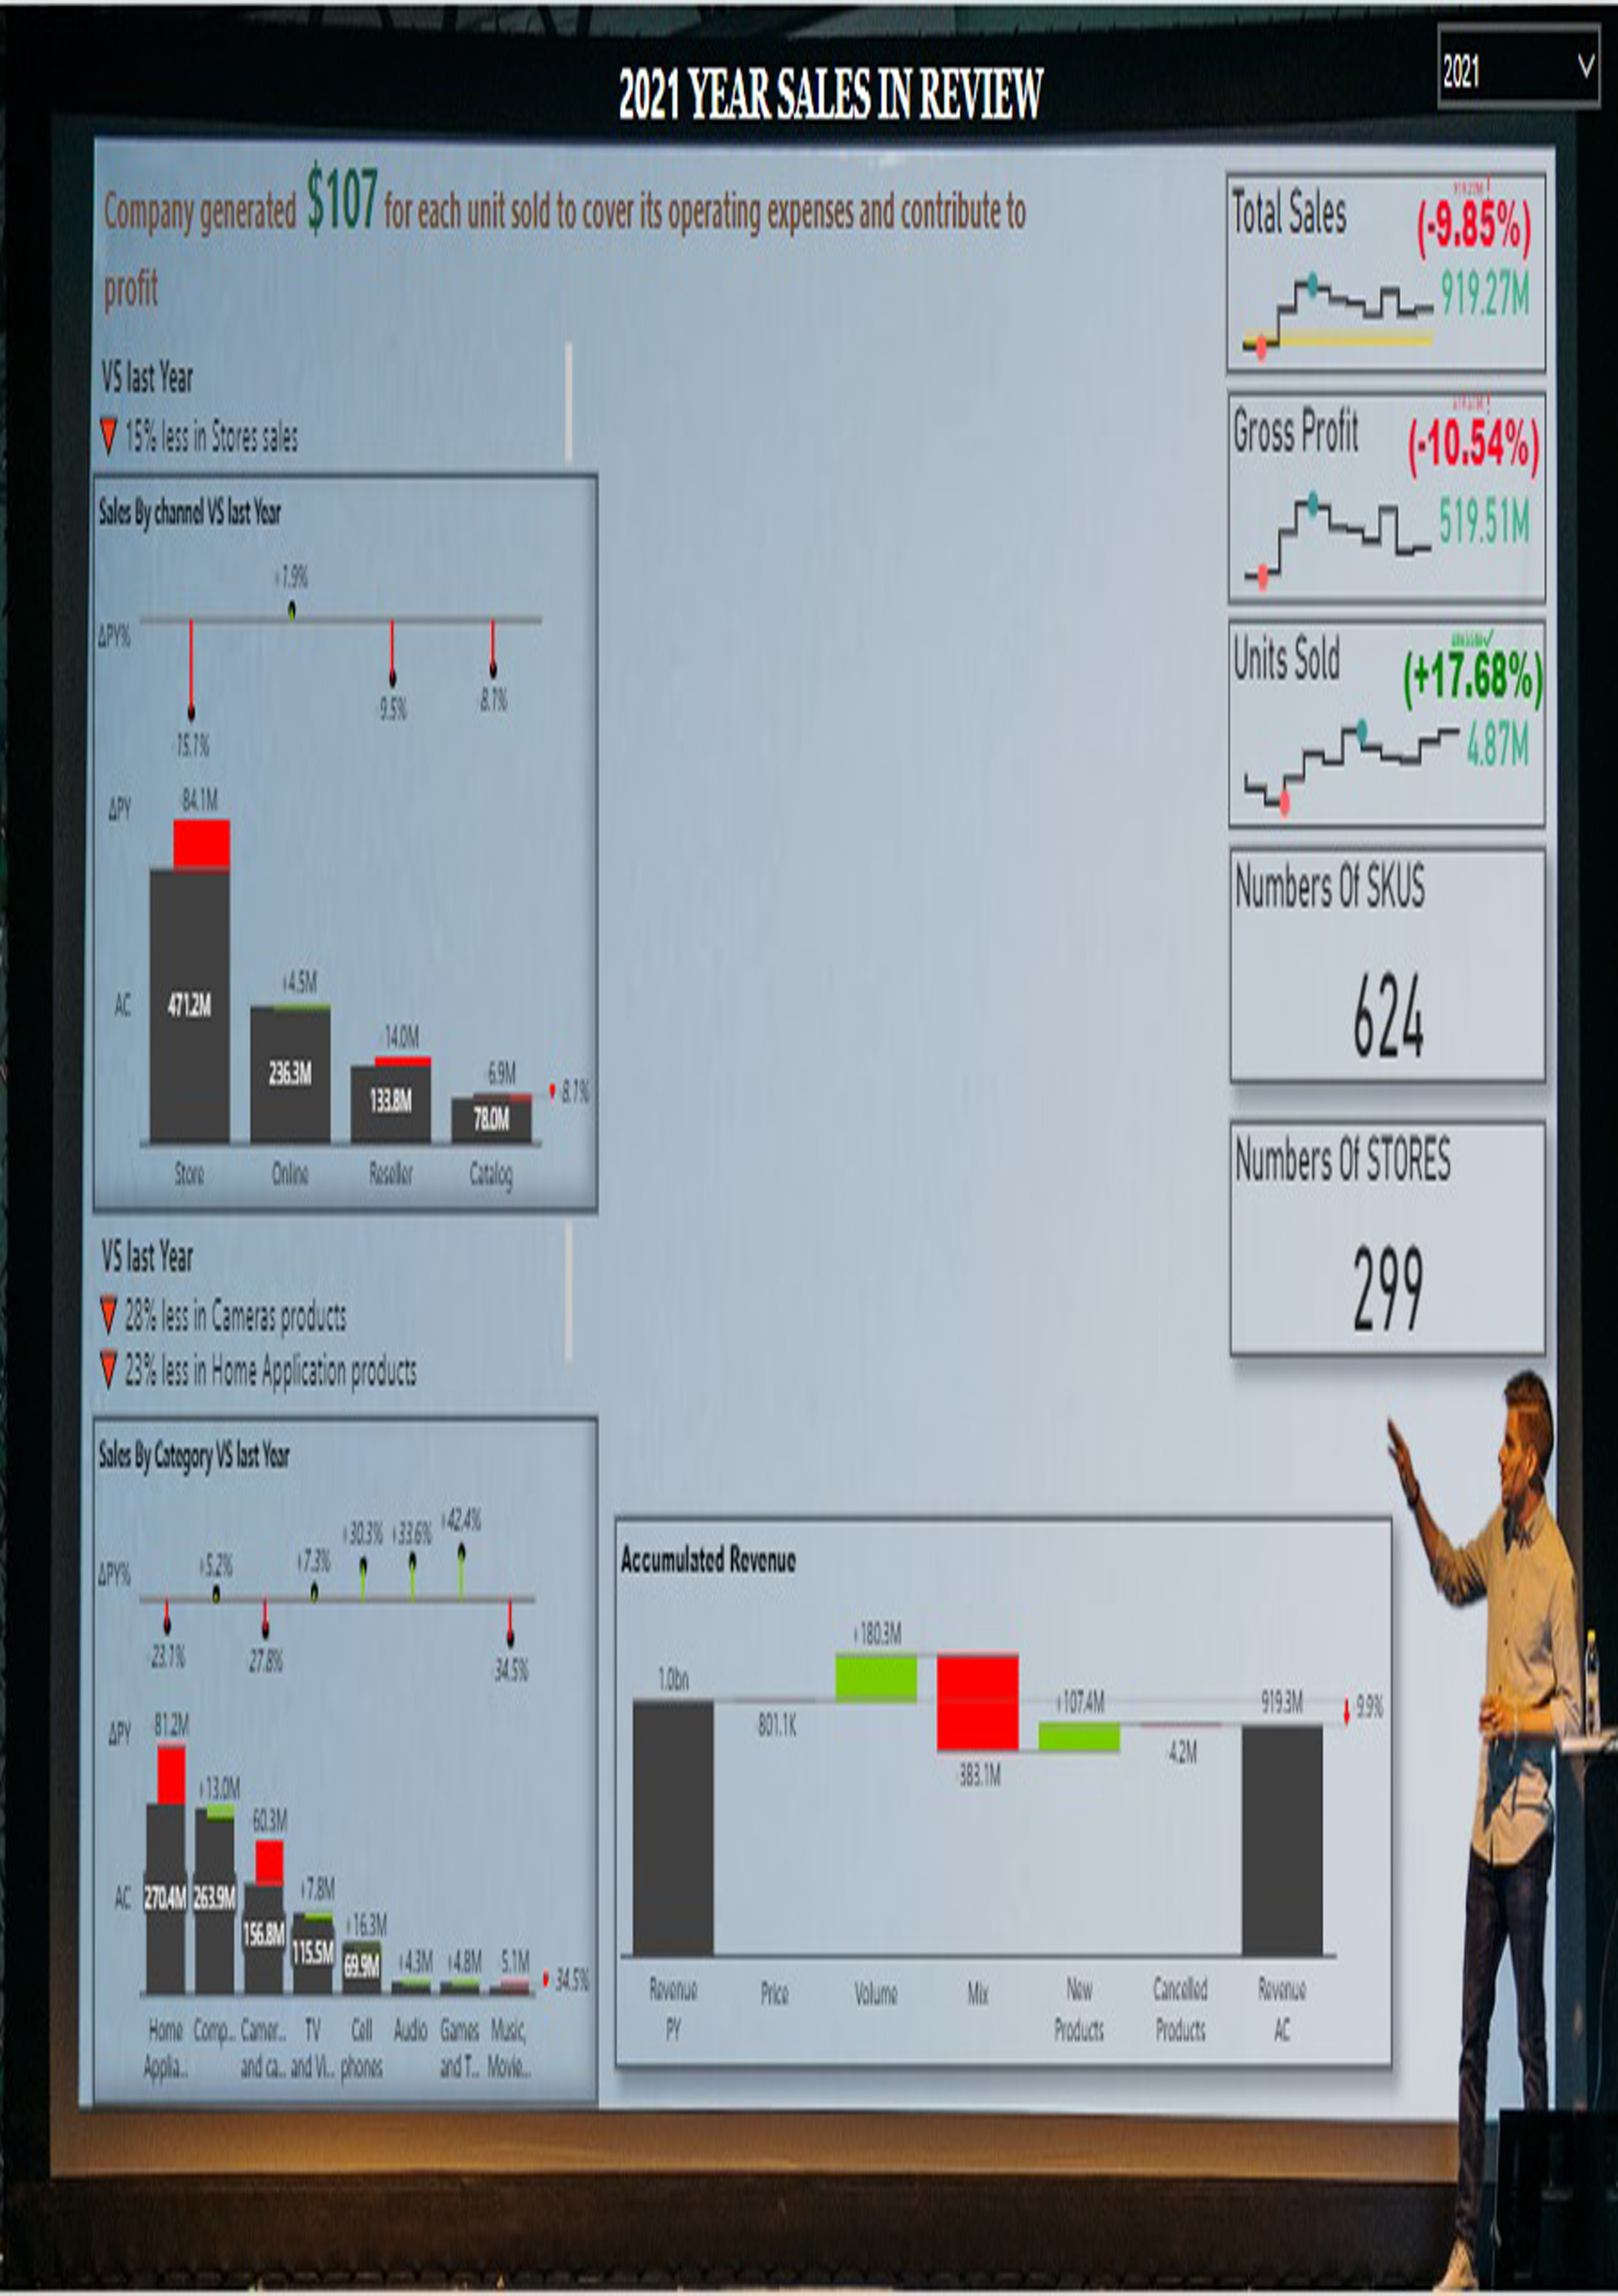 2021 YEAR SALES IN REVIEW
2021
Company generated $107 for each unit sold to cover its operating expenses and contribute to
profit
VS last Year
15% less in Stores sales
Sales By channel VS last Year
+7.9%
ΔPY%
-15.1%
-9.5%
-8.1%
ΔPY
-84.1M
+4.5M
-14.0M
-6.9M
AC
471.2M
236.3M
133.8M
78.0M
-8.1%
Store
Online
Reseller
Catalog
VS last Year
28% less in Cameras products
23% less in Home Application products
Sales By Category VS last Year
ΔPY%
+5.2%
+7.3%
+30.3%
+33.6%
+42.4%
-23.1%
-27.8%
-34.5%
ΔPY
-81.2M
+13.0M
-60.3M
+7.8M
+16.3M
+4.3M
+4.8M
-5.1M
AC
270.4M
263.9M
156.8M
115.5M
69.9M
-34.5%
Home
Applia...
Comp...
Camer...
and ca...
TV
and Vi...
Cell
phones
Audio
Games
and T...
Music,
Movie...
Accumulated Revenue
1.0bn
-801.1K
+180.3M
-383.1M
+107.4M
-4.2M
919.3M
-9.9%
Revenue
PY
Price
Volume
Mix
New
Products
Cancelled
Products
Revenue
AC
Total Sales
(-9.85%)
919.27M
Gross Profit
(-10.54%)
519.51M
Units Sold
(+17.68%)
4.87M
Numbers Of SKUS
624
Numbers Of STORES
299